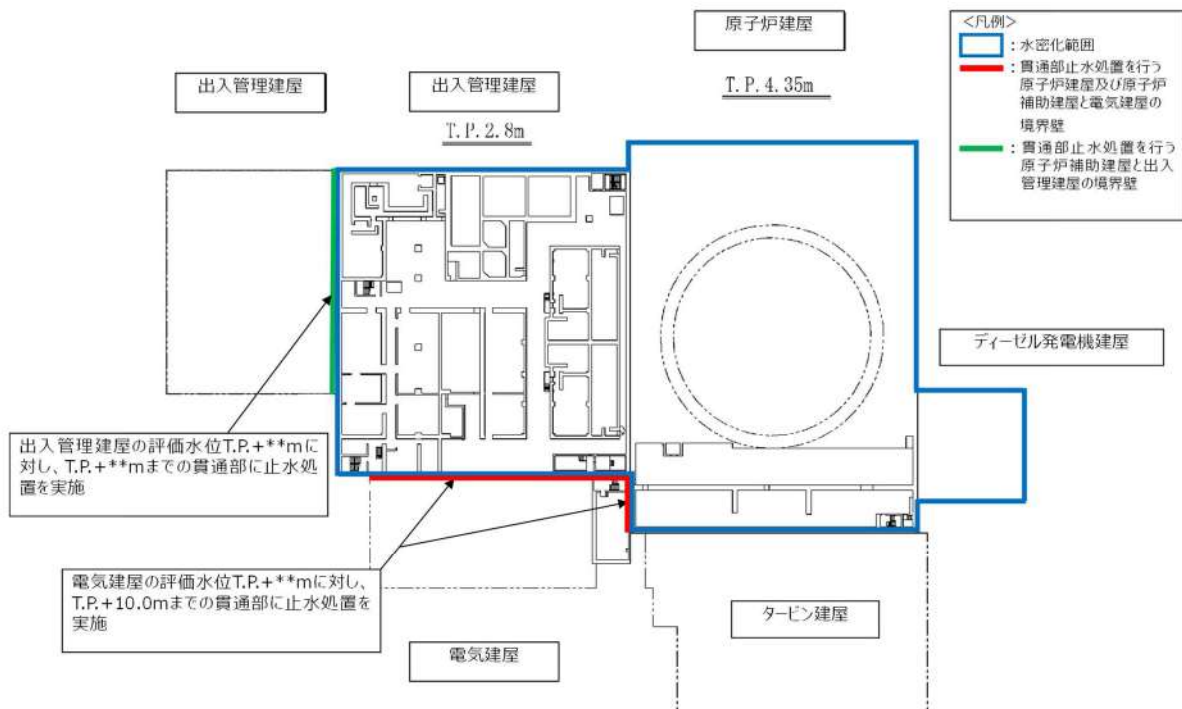 原子炉建屋
<凡例>
：水密化範囲
：貫通部止水処置を行う
原子炉建屋及び原子炉
補助建屋と電気建屋の
境界壁
：貫通部止水処置を行う
原子炉補助建屋と出入
管理建屋の境界壁
出入管理建屋
出入管理建屋
T.P.4.35m
T.P.2.8m
ディーゼル発電機建屋
出入管理建屋の評価水位T.P.+**mに
対し、T.P.+**mまでの貫通部に止水処
置を実施
電気建屋の評価水位T.P.+**mに対し、
T.P.+10.0mまでの貫通部に止水処置を
実施
タービン建屋
電気建屋